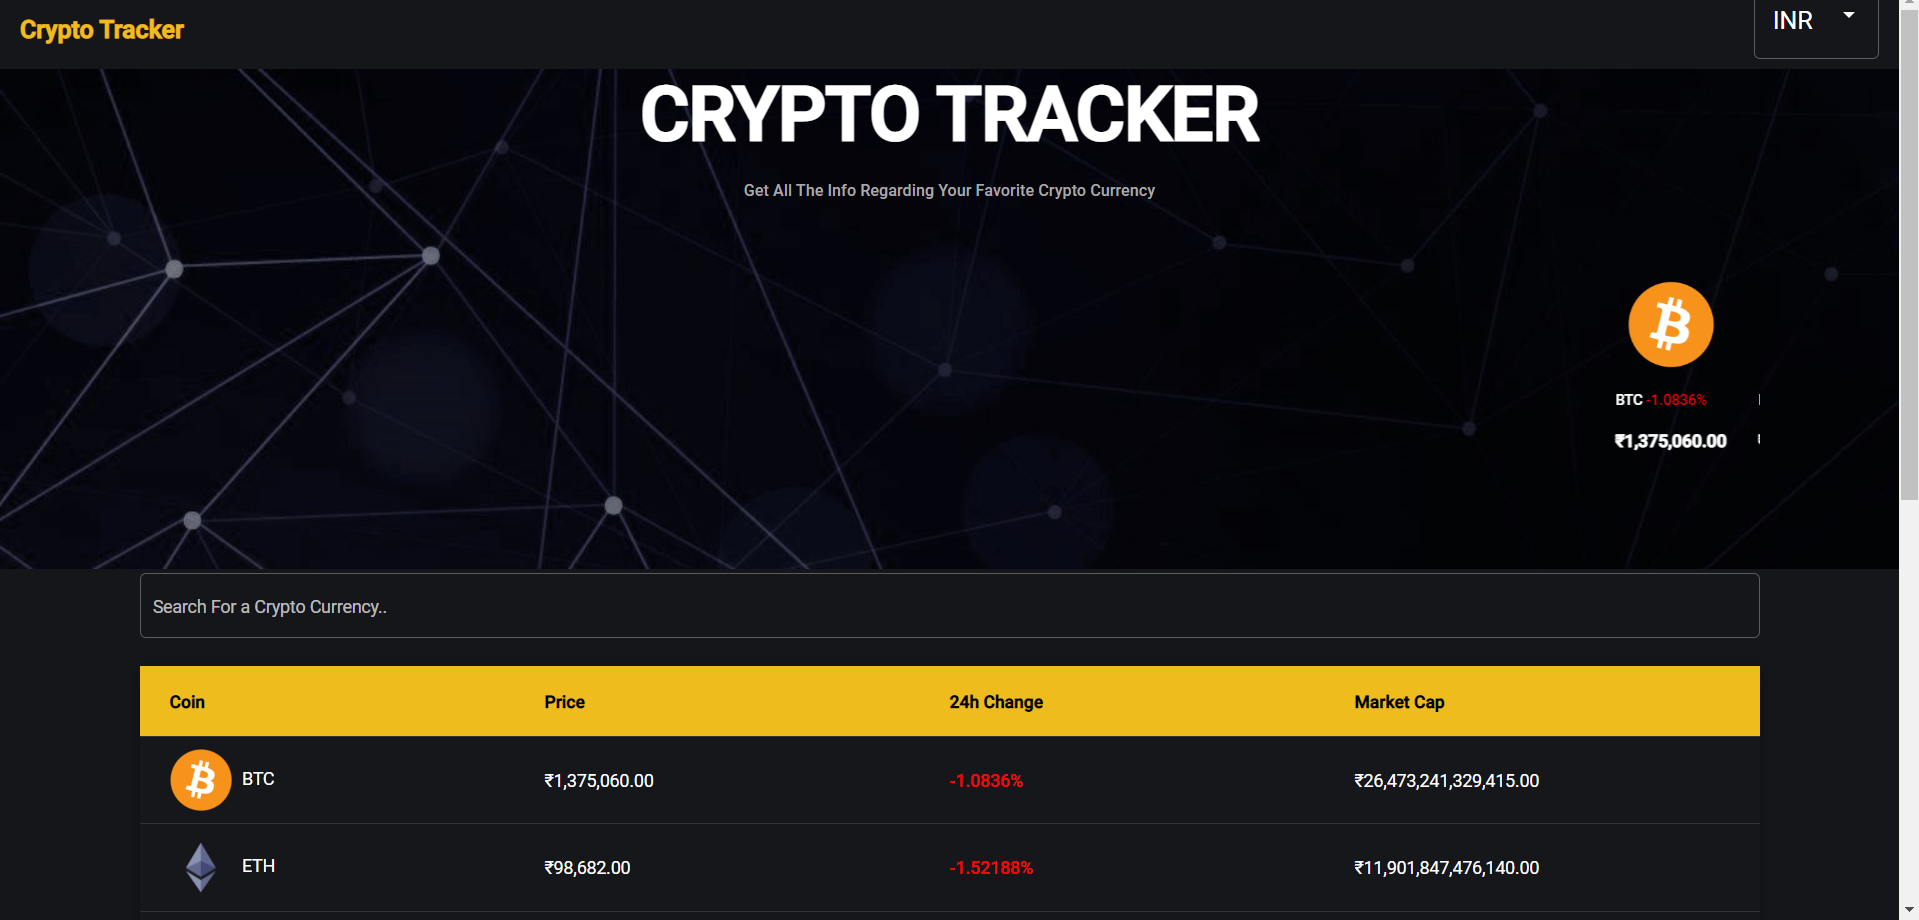 Crypto Tracker
INR
CRYPTO TRACKER
Get All The Info Regarding Your Favorite Crypto Currency
BTC -1.0836%
₹1,375,060.00
Search For a Crypto Currency..
Coin Price 24h Change Market Cap
BTC ₹1,375,060.00 -1.0836% ₹26,473,241,329,415.00
ETH ₹98,682.00 -1.52188% ₹11,901,847,476,140.00